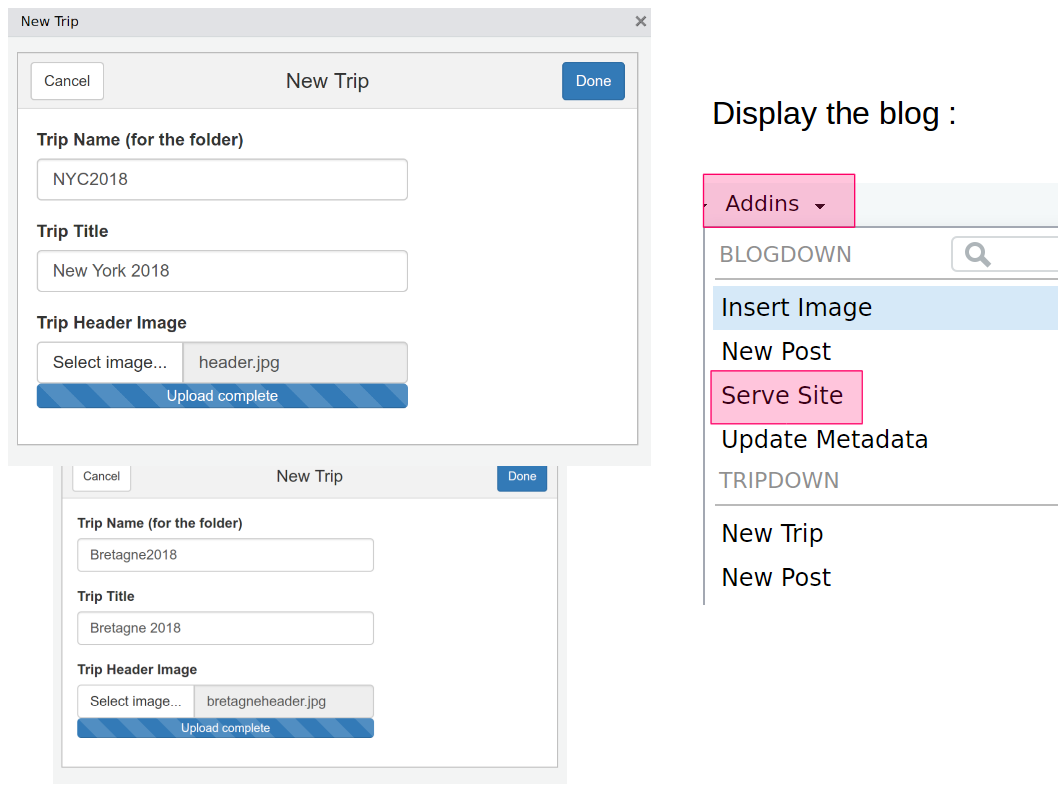 New Trip
Cancel
New Trip
Done
Trip Name (for the folder)
NYC2018
Trip Title
New York 2018
Trip Header Image
Select image...
header.jpg
Upload complete
Cancel
New Trip
Done
Trip Name (for the folder)
Bretagne2018
Trip Title
Bretagne 2018
Trip Header Image
Select image...
bretagneheader.jpg
Upload complete
Display the blog :
Addins
BLOGDOWN
Insert Image
New Post
Serve Site
Update Metadata
TRIPDOWN
New Trip
New Post